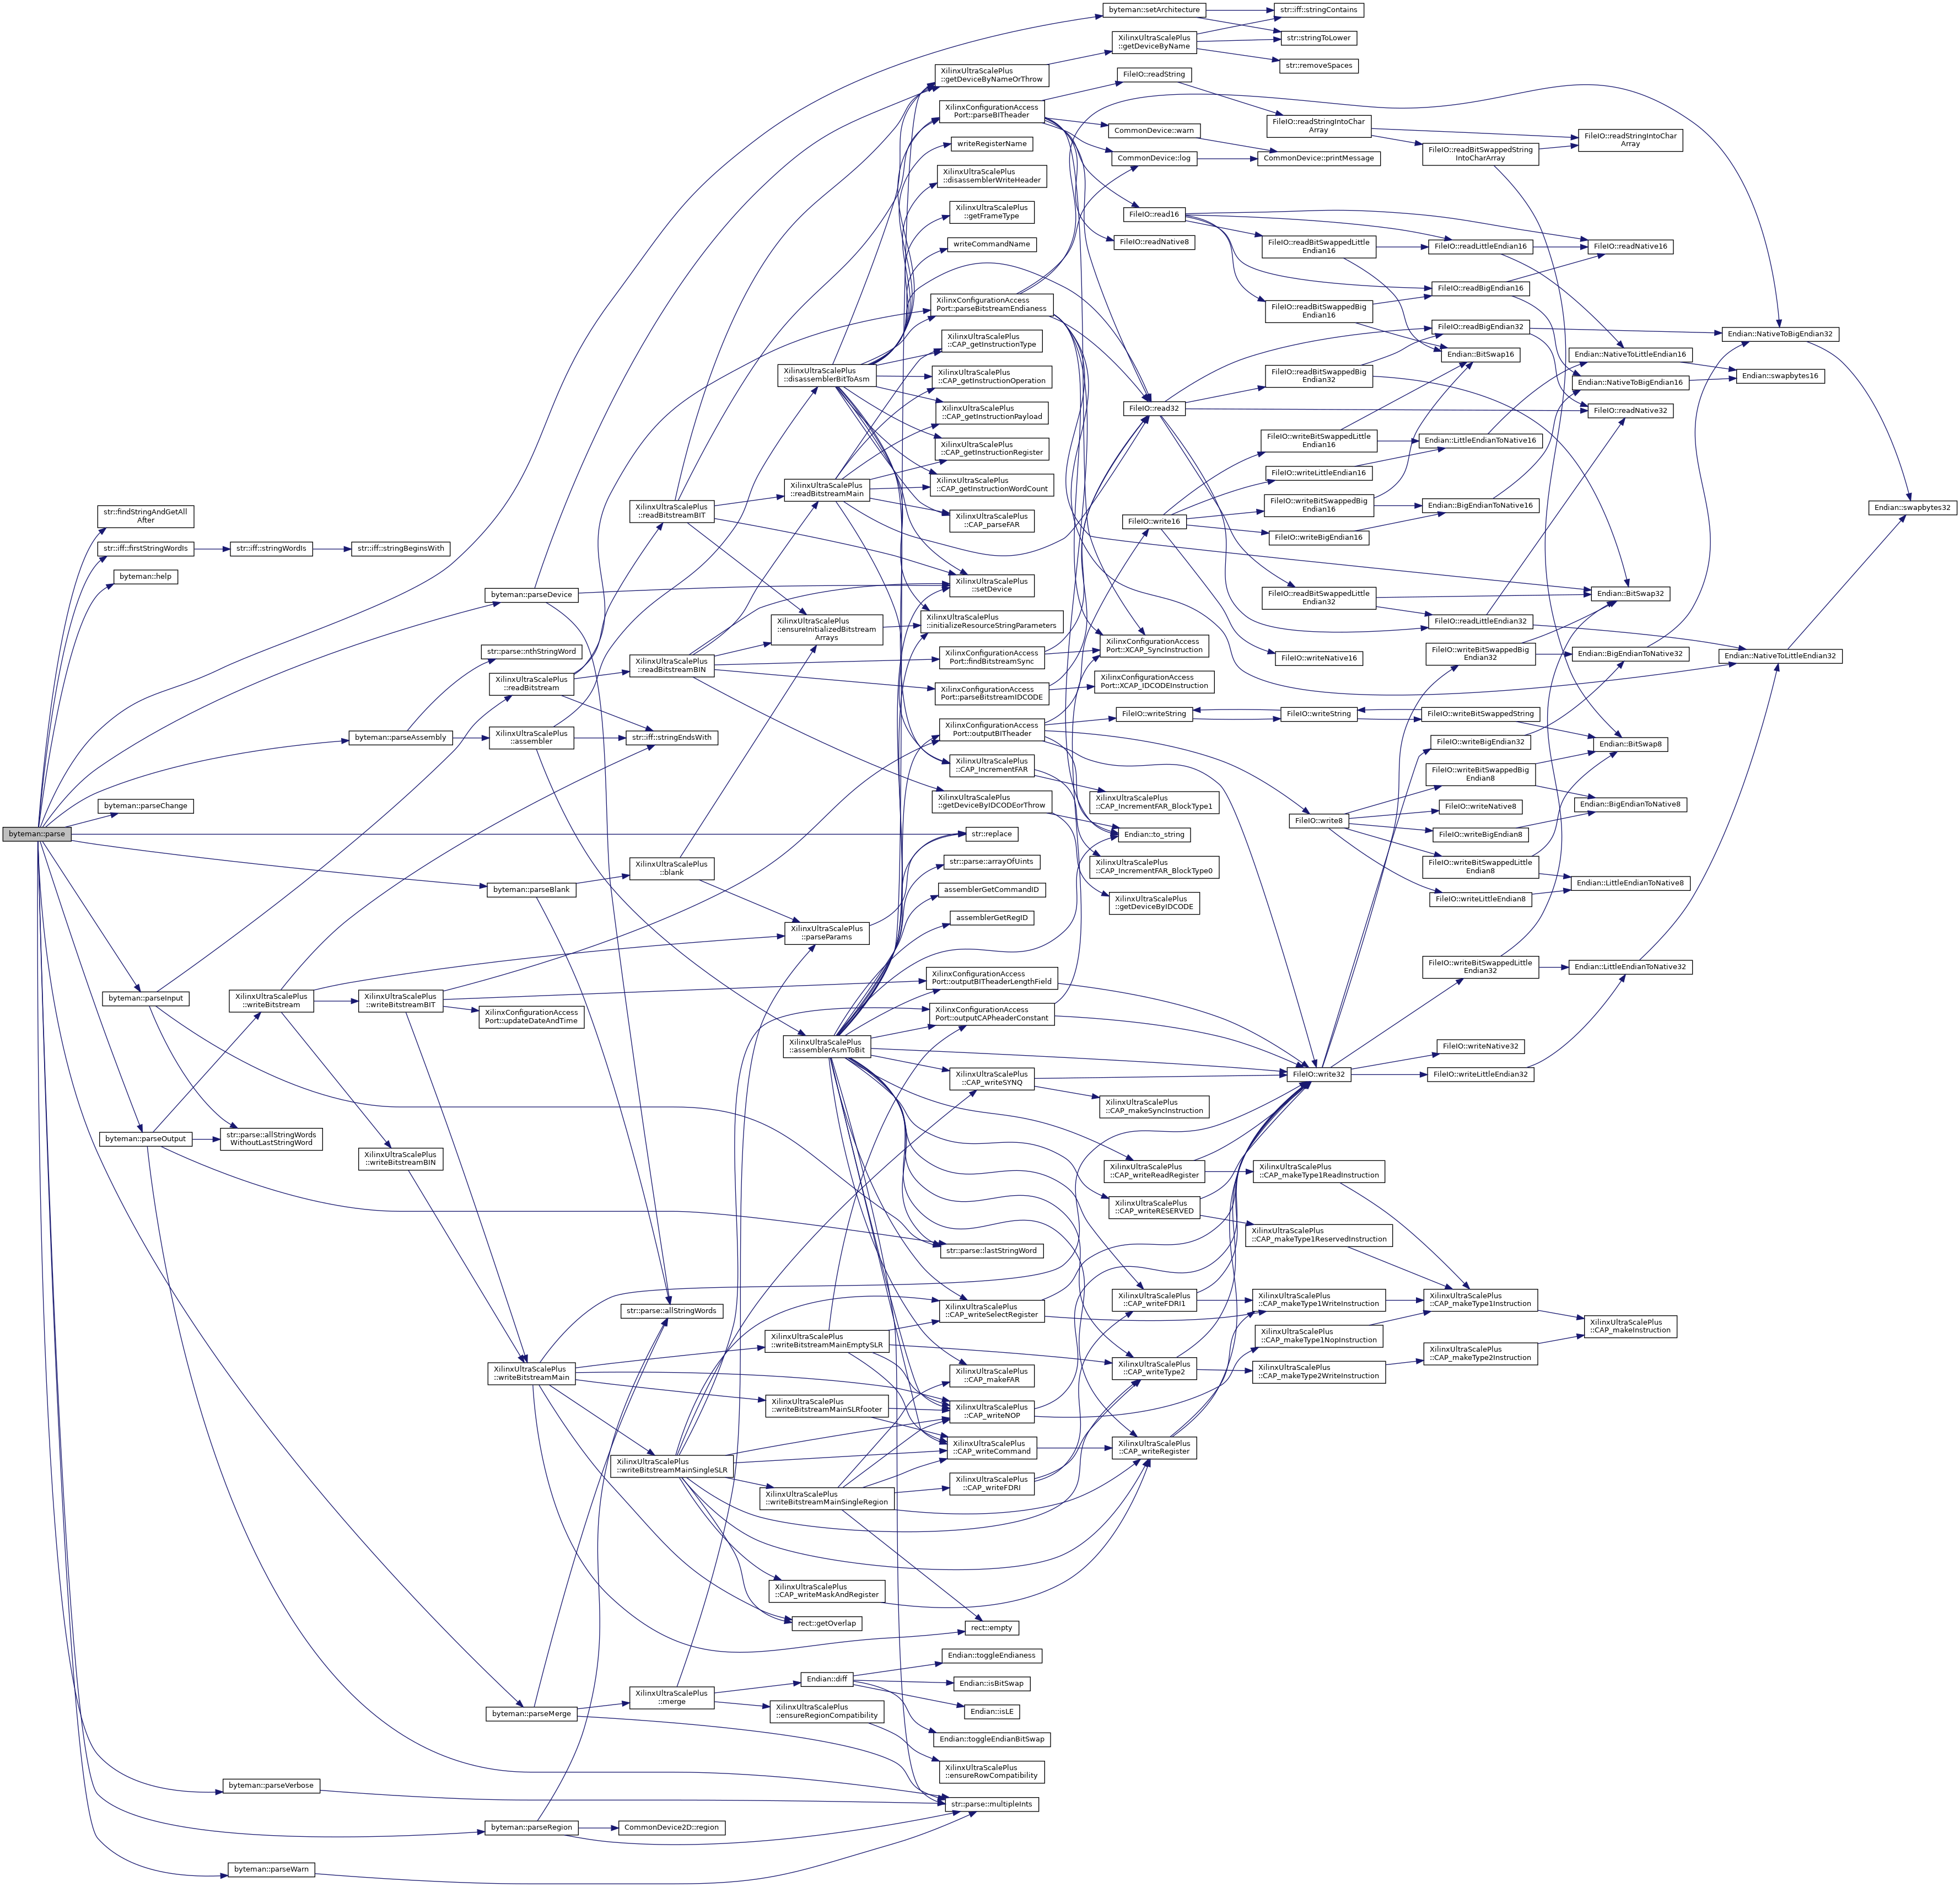 byteman::parse
str::findStringAndGetAll
After
str::iff::firstStringWordIs
byteman::help
byteman::parseChange
byteman::parseInput
byteman::parseOutput
str::iff::stringWordIs
str::iff::stringBeginsWith
byteman::parseAssembly
XilinxUltraScalePlus
::writeBitstream
str::parse::allStringWords
WithoutLastStringWord
byteman::parseVerbose
byteman::parseWarn
XilinxUltraScalePlus
::writeBitstreamBIT
XilinxUltraScalePlus
::writeBitstreamBIN
byteman::parseDevice
str::parse::nthStringWord
XilinxUltraScalePlus
::readBitstream
XilinxUltraScalePlus
::assembler
byteman::parseBlank
XilinxConfigurationAccess
Port::updateDateAndTime
XilinxUltraScalePlus
::writeBitstreamMain
byteman::parseMerge
byteman::parseRegion
XilinxUltraScalePlus
::readBitstreamBIT
XilinxUltraScalePlus
::readBitstreamBIN
str::iff::stringEndsWith
XilinxUltraScalePlus
::blank
str::parse::allStringWords
XilinxUltraScalePlus
::writeBitstreamMainSingleSLR
XilinxUltraScalePlus
::merge
CommonDevice2D::region
XilinxUltraScalePlus
::disassemblerBitToAsm
XilinxUltraScalePlus
::readBitstreamMain
XilinxUltraScalePlus
::ensureInitializedBitstream
Arrays
XilinxUltraScalePlus
::parseParams
XilinxUltraScalePlus
::assemblerAsmToBit
XilinxUltraScalePlus
::writeBitstreamMainEmptySLR
XilinxUltraScalePlus
::writeBitstreamMainSLRfooter
XilinxUltraScalePlus
::writeBitstreamMainSingleRegion
XilinxUltraScalePlus
::CAP_writeMaskAndRegister
rect::getOverlap
Endian::diff
XilinxUltraScalePlus
::ensureRegionCompatibility
XilinxUltraScalePlus
::getDeviceByNameOrThrow
XilinxConfigurationAccess
Port::parseBITheader
writeRegisterName
XilinxUltraScalePlus
::disassemblerWriteHeader
XilinxUltraScalePlus
::getFrameType
writeCommandName
XilinxConfigurationAccess
Port::parseBitstreamEndianess
XilinxUltraScalePlus
::CAP_getInstructionType
XilinxUltraScalePlus
::CAP_getInstructionOperation
XilinxUltraScalePlus
::CAP_getInstructionPayload
XilinxUltraScalePlus
::CAP_getInstructionRegister
XilinxUltraScalePlus
::CAP_getInstructionWordCount
XilinxUltraScalePlus
::CAP_parseFAR
XilinxUltraScalePlus
::setDevice
XilinxUltraScalePlus
::initializeResourceStringParameters
XilinxConfigurationAccess
Port::findBitstreamSync
XilinxConfigurationAccess
Port::parseBitstreamIDCODE
XilinxConfigurationAccess
Port::outputBITheader
XilinxUltraScalePlus
::CAP_IncrementFAR
XilinxUltraScalePlus
::getDeviceByIDCODEorThrow
str::replace
str::parse::arrayOfUints
assemblerGetCommandID
assemblerGetRegID
XilinxConfigurationAccess
Port::outputBITheaderLengthField
XilinxConfigurationAccess
Port::outputCAPheaderConstant
XilinxUltraScalePlus
::CAP_writeSYNQ
str::parse::lastStringWord
XilinxUltraScalePlus
::CAP_writeSelectRegister
XilinxUltraScalePlus
::CAP_makeFAR
XilinxUltraScalePlus
::CAP_writeNOP
XilinxUltraScalePlus
::CAP_writeCommand
XilinxUltraScalePlus
::CAP_writeFDRI
rect::empty
Endian::toggleEndianess
Endian::isBitSwap
Endian::isLE
Endian::toggleEndianBitSwap
XilinxUltraScalePlus
::ensureRowCompatibility
str::parse::multipleInts
byteman::setArchitecture
XilinxUltraScalePlus
::getDeviceByName
FileIO::readString
CommonDevice::warn
CommonDevice::log
FileIO::read16
FileIO::readNative8
FileIO::read32
FileIO::write16
XilinxConfigurationAccess
Port::XCAP_SyncInstruction
XilinxConfigurationAccess
Port::XCAP_IDCODEInstruction
FileIO::writeString
XilinxUltraScalePlus
::CAP_IncrementFAR_BlockType1
Endian::to_string
XilinxUltraScalePlus
::CAP_IncrementFAR_BlockType0
XilinxUltraScalePlus
::getDeviceByIDCODE
XilinxUltraScalePlus
::CAP_makeSyncInstruction
XilinxUltraScalePlus
::CAP_writeReadRegister
XilinxUltraScalePlus
::CAP_writeRESERVED
XilinxUltraScalePlus
::CAP_writeFDRI1
XilinxUltraScalePlus
::CAP_writeType2
XilinxUltraScalePlus
::CAP_writeRegister
str::iff::stringContains
str::stringToLower
str::removeSpaces
FileIO::readStringIntoChar
Array
CommonDevice::printMessage
FileIO::readBitSwappedLittle
Endian16
FileIO::readBitSwappedBig
Endian16
FileIO::readBitSwappedBig
Endian32
FileIO::writeBitSwappedLittle
Endian16
FileIO::writeLittleEndian16
FileIO::writeBitSwappedBig
Endian16
FileIO::writeBigEndian16
FileIO::readBitSwappedLittle
Endian32
FileIO::writeNative16
FileIO::writeString
FileIO::write8
FileIO::write32
XilinxUltraScalePlus
::CAP_makeType1ReadInstruction
XilinxUltraScalePlus
::CAP_makeType1ReservedInstruction
XilinxUltraScalePlus
::CAP_makeType1WriteInstruction
XilinxUltraScalePlus
::CAP_makeType1NopInstruction
XilinxUltraScalePlus
::CAP_makeType2WriteInstruction
FileIO::readBitSwappedString
IntoCharArray
FileIO::readLittleEndian16
FileIO::readBigEndian16
FileIO::readBigEndian32
Endian::BitSwap16
Endian::LittleEndianToNative16
Endian::BigEndianToNative16
FileIO::readLittleEndian32
FileIO::writeBitSwappedBig
Endian32
FileIO::writeBitSwappedString
FileIO::writeBigEndian32
FileIO::writeBitSwappedBig
Endian8
FileIO::writeNative8
FileIO::writeBigEndian8
FileIO::writeBitSwappedLittle
Endian8
FileIO::writeLittleEndian8
FileIO::writeBitSwappedLittle
Endian32
FileIO::writeNative32
FileIO::writeLittleEndian32
XilinxUltraScalePlus
::CAP_makeType1Instruction
XilinxUltraScalePlus
::CAP_makeType2Instruction
FileIO::readStringIntoChar
Array
FileIO::readNative16
Endian::NativeToLittleEndian16
Endian::NativeToBigEndian16
FileIO::readNative32
Endian::BitSwap32
Endian::BigEndianToNative32
Endian::BitSwap8
Endian::BigEndianToNative8
Endian::LittleEndianToNative8
Endian::LittleEndianToNative32
XilinxUltraScalePlus
::CAP_makeInstruction
Endian::NativeToBigEndian32
Endian::swapbytes16
Endian::NativeToLittleEndian32
Endian::swapbytes32